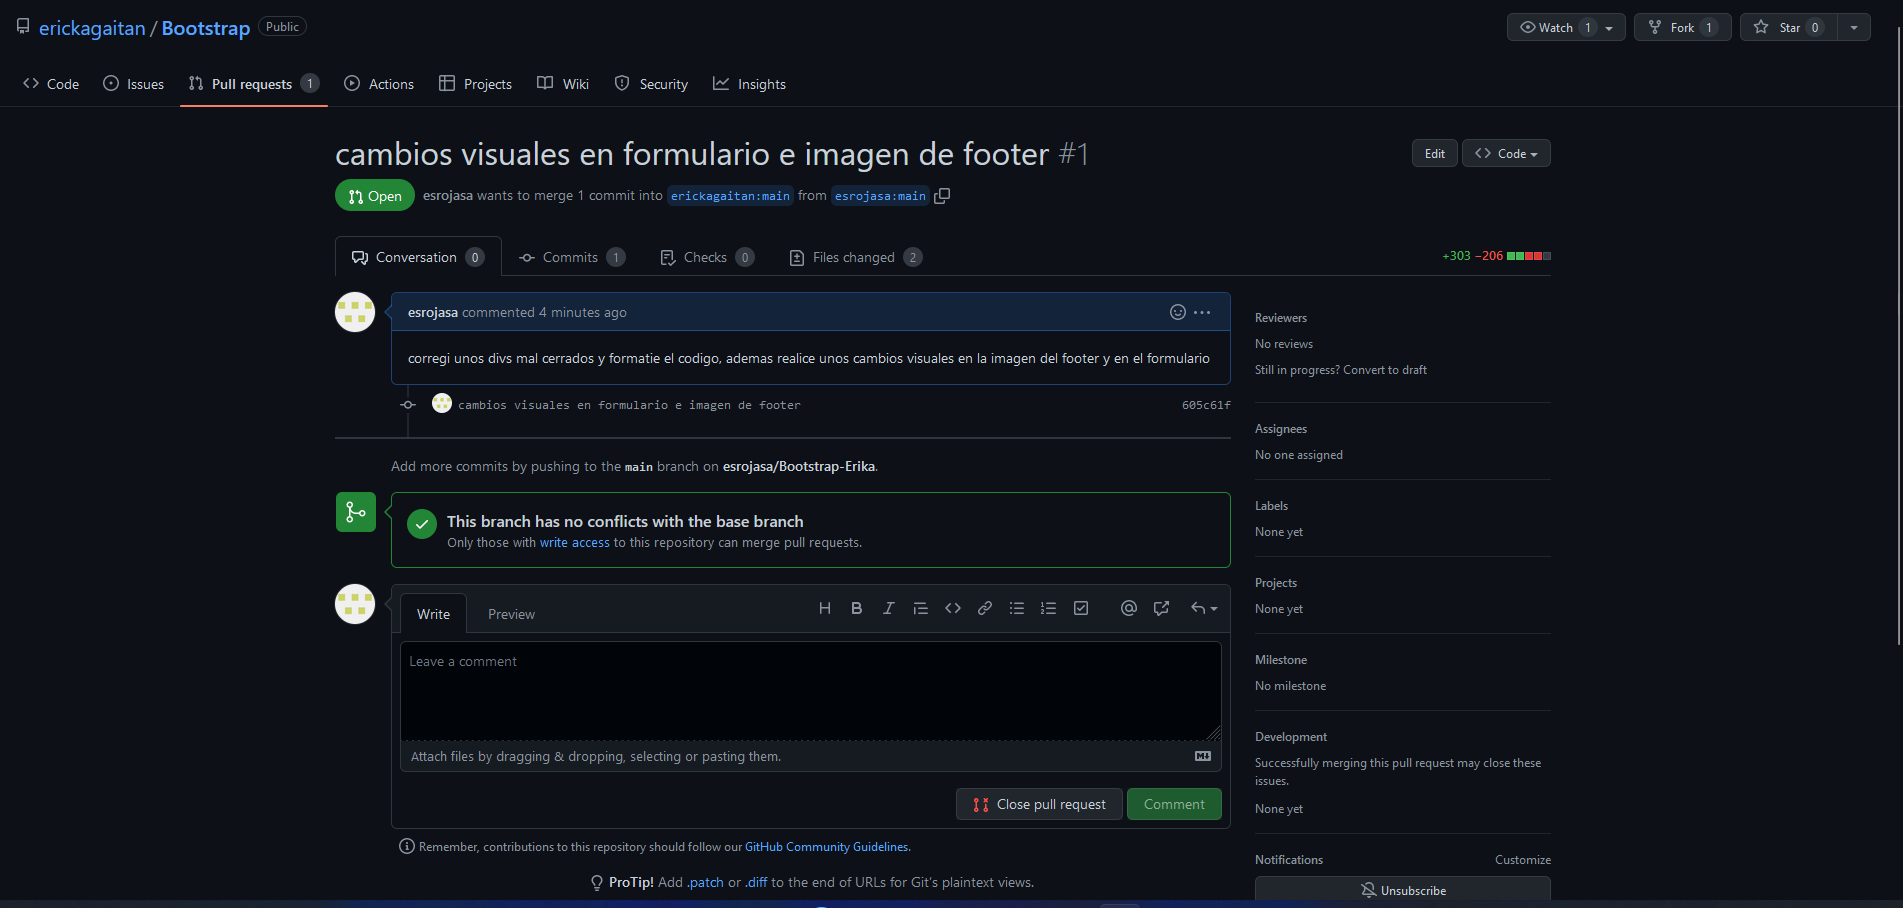 erickagaitan / Bootstrap Public
Watch 1 Fork 1 Star 0
Code Issues Pull requests 1 Actions Projects Wiki Security Insights
cambios visuales en formulario e imagen de footer #1
Edit Code
Open esrojasa wants to merge 1 commit into erickagaitan:main from esrojasa:main
Conversation 0 Commits 1 Checks 0 Files changed 2
+303 −206
esrojasa commented 4 minutes ago
corregi unos divs mal cerrados y formatie el codigo, ademas realice unos cambios visuales en la imagen del footer y en el formulario
cambios visuales en formulario e imagen de footer 605c61f
Add more commits by pushing to the main branch on esrojasa/Bootstrap-Erika.
This branch has no conflicts with the base branch
Only those with write access to this repository can merge pull requests.
Write Preview
Leave a comment
Attach files by dragging & dropping, selecting or pasting them.
Close pull request Comment
Remember, contributions to this repository should follow our GitHub Community Guidelines.
ProTip! Add .patch or .diff to the end of URLs for Git's plaintext views.
Reviewers
No reviews
Still in progress? Convert to draft
Assignees
No one assigned
Labels
None yet
Projects
None yet
Milestone
No milestone
Development
Successfully merging this pull request may close these
issues.
None yet
Notifications Customize
Unsubscribe